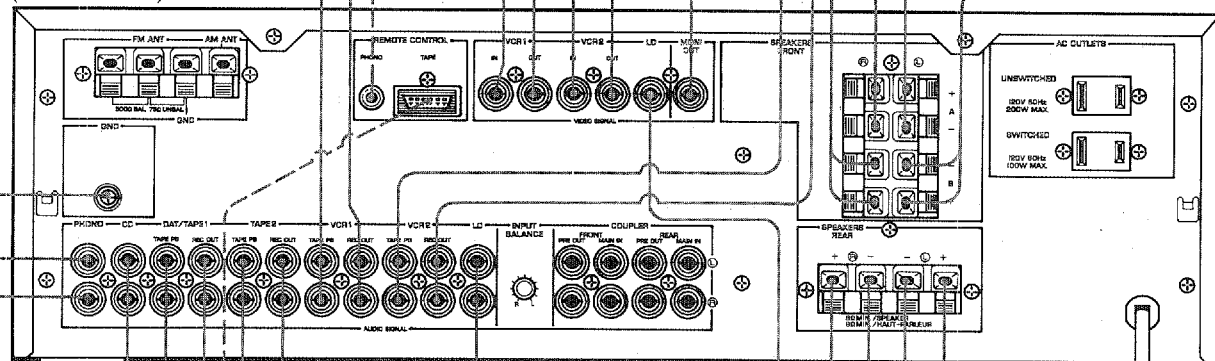 FM ANT AM ANT
300Ω BAL. 75Ω UNBAL.
GND
GND
REMOTE CONTROL
PHONO TAPE
VCR1 VCR2 LD MONI OUT
IN OUT IN OUT
VIDEO SIGNAL
SPEAKERS
FRONT
R L
+
A
−
−
B
+
AC OUTLETS
UNSWITCHED
120V 60Hz
200W MAX.
SWITCHED
120V 60Hz
100W MAX.
PHONO CD DAT/TAPE1 TAPE2 VCR1 VCR2 LD INPUT BALANCE COUPLER
TAPE PB REC OUT TAPE PB REC OUT TAPE PB REC OUT TAPE PB REC OUT
FRONT REAR
PRE OUT MAIN IN PRE OUT MAIN IN
L
R
R L
AUDIO SIGNAL
SPEAKERS
REAR
+ R − − L +
8Ω MIN. /SPEAKER
8Ω MIN. /HAUT-PARLEUR